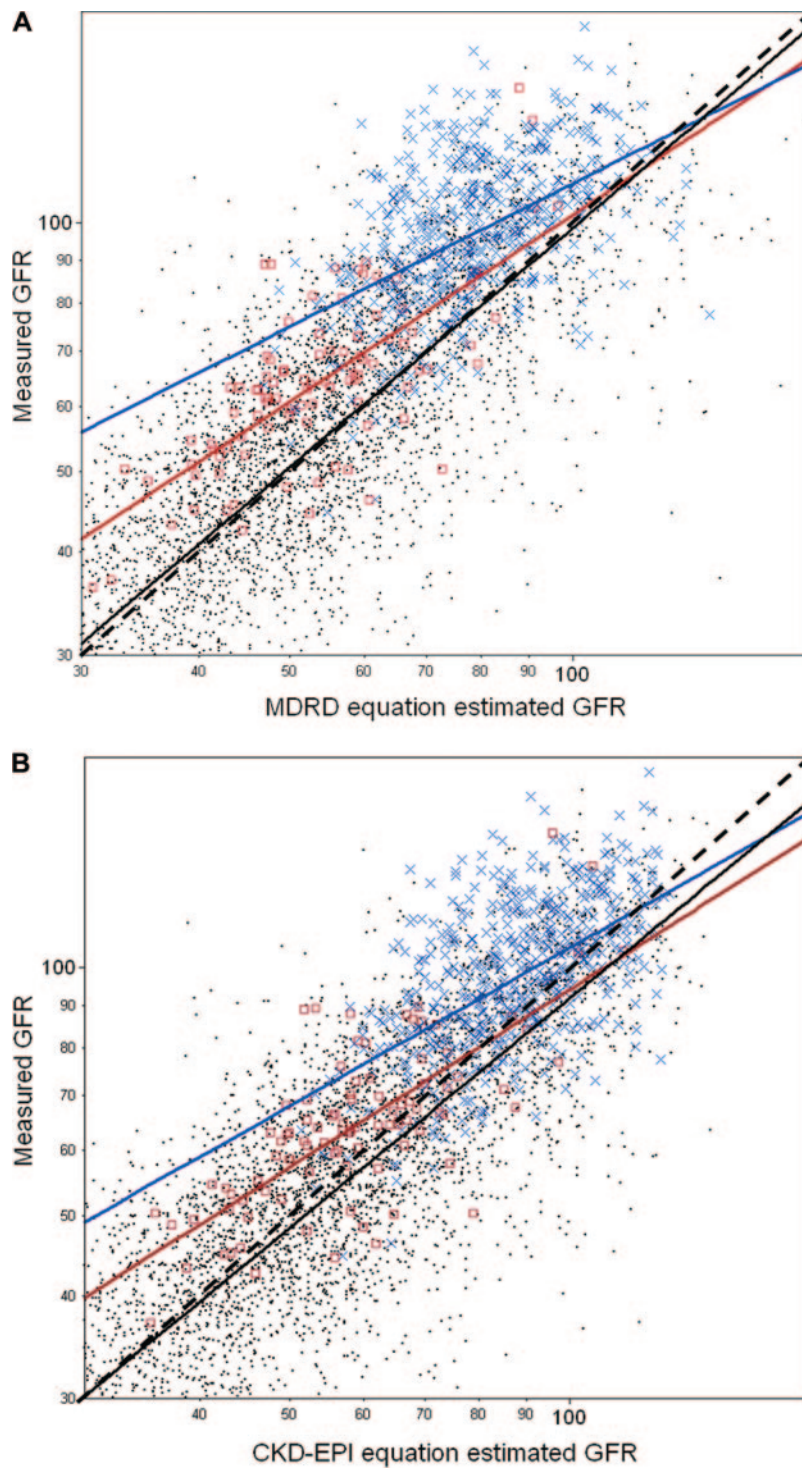 A
Measured GFR
100
90
80
70
60
50
40
30
30 40 50 60 70 80 90 100
MDRD equation estimated GFR
B
Measured GFR
100
90
80
70
60
50
40
30
40 50 60 70 80 90 100
CKD-EPI equation estimated GFR